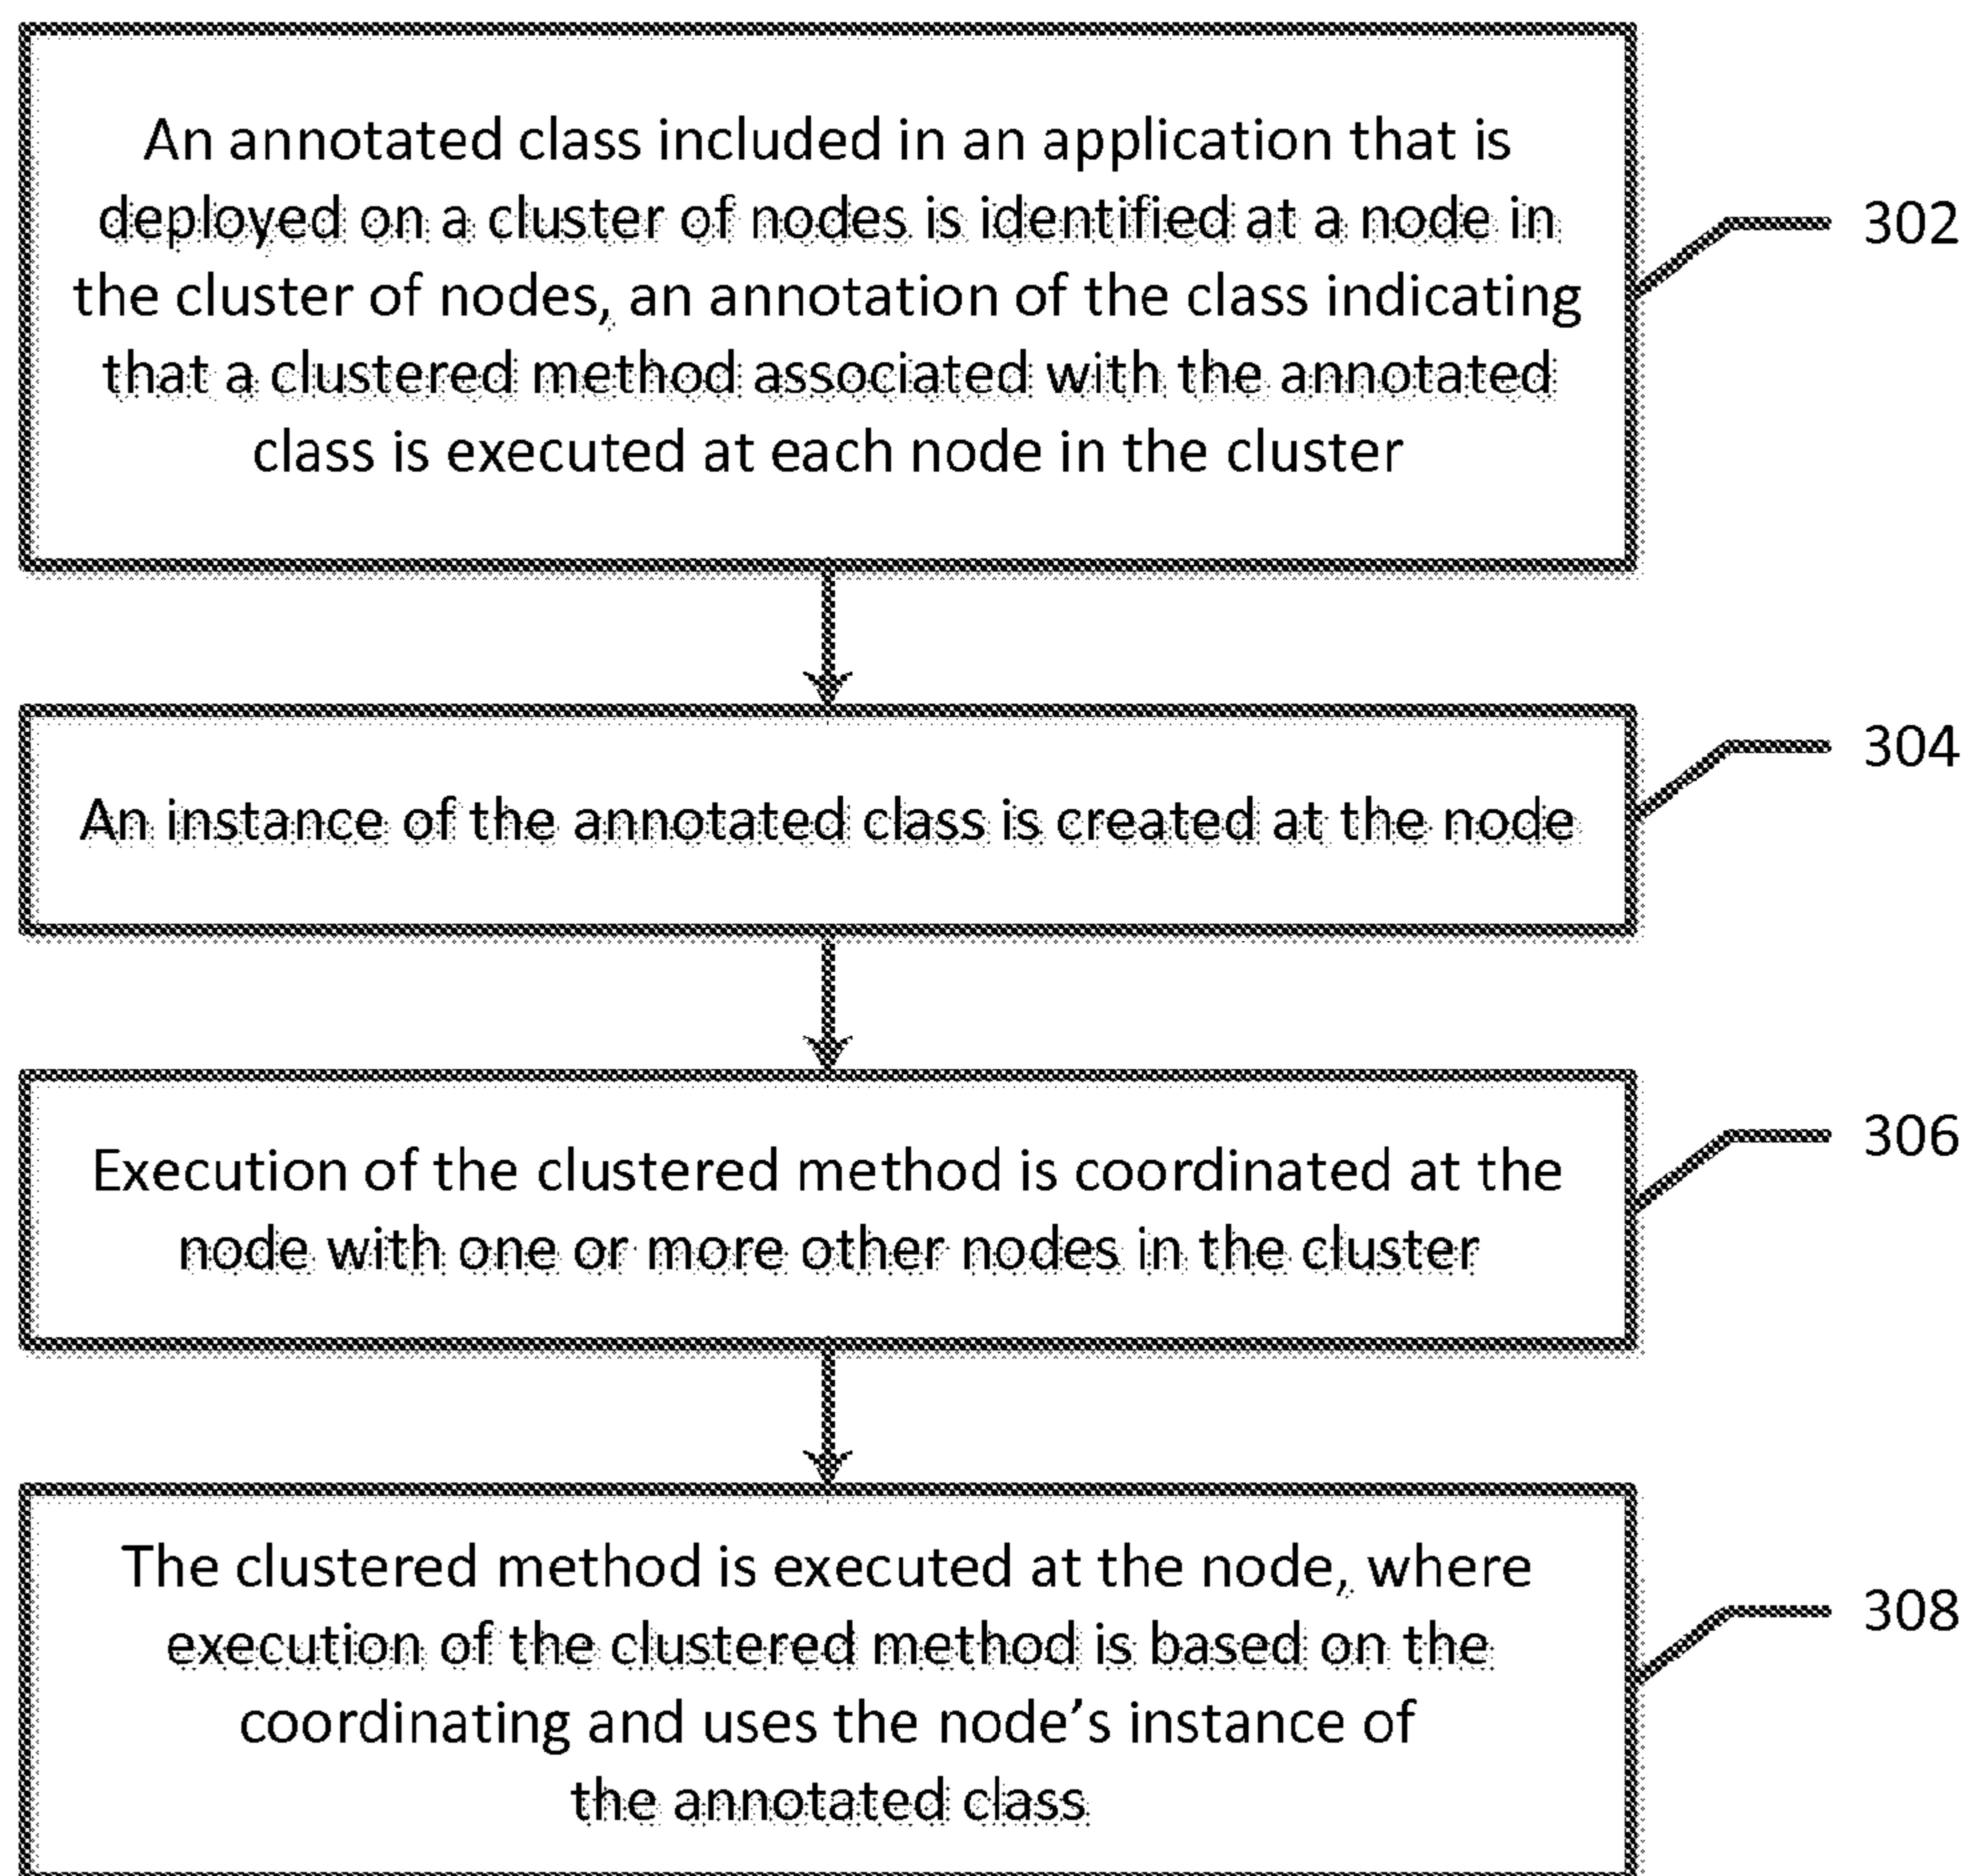 An annotated class included in an application that is
deployed on a cluster of nodes is identified at a node in
the cluster of nodes, an annotation of the class indicating
that a clustered method associated with the annotated
class is executed at each node in the cluster
302
An instance of the annotated class is created at the node
304
Execution of the clustered method is coordinated at the
node with one or more other nodes in the cluster
306
The clustered method is executed at the node, where
execution of the clustered method is based on the
coordinating and uses the node’s instance of
the annotated class
308